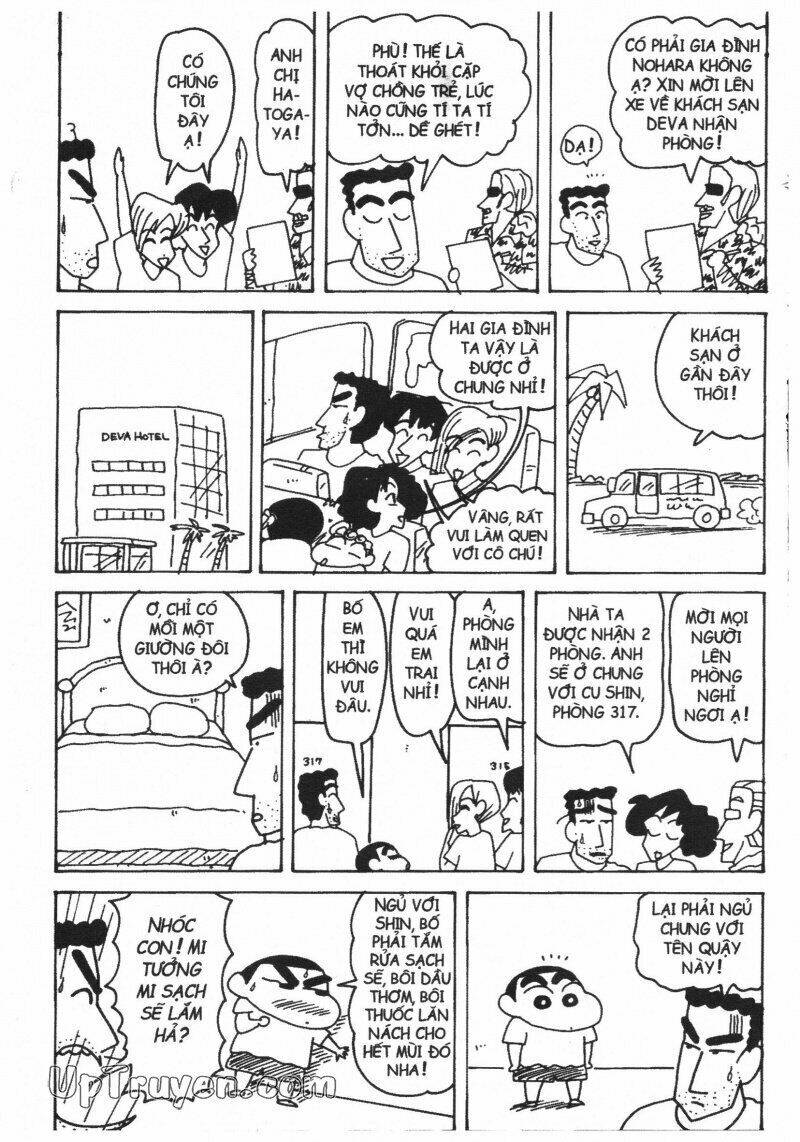 CÓ PHẢI GIA ĐÌNH
NOHARA KHÔNG
Ạ? XIN MỜI LÊN
XE VỀ KHÁCH SẠN
DEVA NHẬN
PHÒNG!
DẠ!
PHÙ! THẾ LÀ
THOÁT KHỎI CẶP
VỢ CHỒNG TRẺ, LÚC
NÀO CŨNG TÍ TA TÍ
TỞN... DỄ GHÉT!
ANH
CHỊ
HA-
TOGA-
YA!
CÓ
CHÚNG
TÔI
ĐÂY
Ạ!
KHÁCH
SẠN Ở
GẦN ĐÂY
THÔI!
HAI GIA ĐÌNH
TA VẬY LÀ
ĐƯỢC Ở
CHUNG NHỈ!
VÂNG, RẤT
VUI LÀM QUEN
VỚI CÔ CHÚ!
DEVA HOTEL
MỜI MỌI
NGƯỜI
LÊN
PHÒNG
NGHỈ
NGƠI Ạ!
NHÀ TA
ĐƯỢC NHẬN 2
PHÒNG. ANH
SẼ Ở CHUNG
VỚI CU SHIN,
PHÒNG 317.
A,
PHÒNG
MÌNH
LẠI Ở
CẠNH
NHAU.
VUI
QUÁ
EM
TRAI
NHỈ!
BỐ
EM
THÌ
KHÔNG
VUI
ĐÂU.
315
317
Ơ, CHỈ CÓ
MỖI MỘT
GIƯỜNG ĐÔI
THÔI À?
LẠI PHẢI NGỦ
CHUNG VỚI
TÊN QUẬY
NÀY!
NGỦ VỚI
SHIN, BỐ
PHẢI TẮM
RỬA SẠCH
SẼ, BÔI DẦU
THƠM, BÔI
THUỐC LĂN
NÁCH CHO
HẾT MÙI ĐÓ
NHA!
NHÓC
CON! MI
TƯỞNG
MI SẠCH
SẼ LẮM
HẢ?
UpTruyen.com